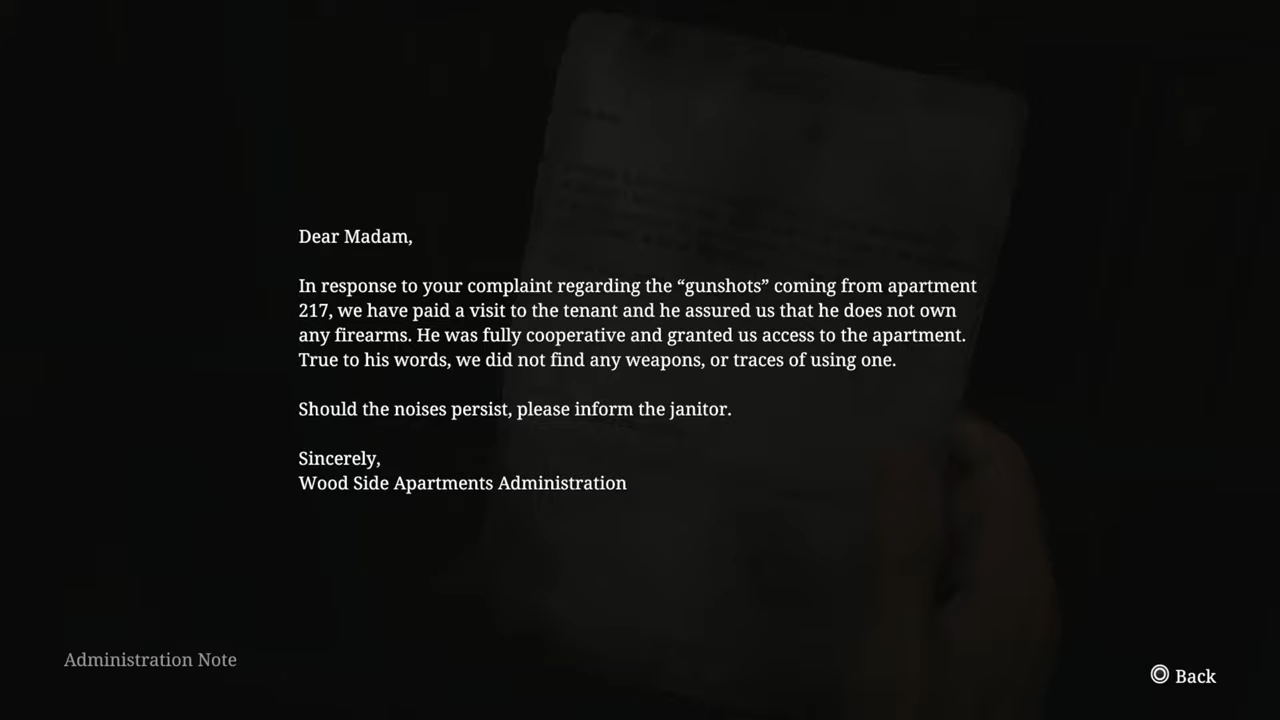 Dear Madam,
In response to your complaint regarding the “gunshots” coming from apartment
217, we have paid a visit to the tenant and he assured us that he does not own
any firearms. He was fully cooperative and granted us access to the apartment.
True to his words, we did not find any weapons, or traces of using one.
Should the noises persist, please inform the janitor.
Sincerely,
Wood Side Apartments Administration
Administration Note
Back